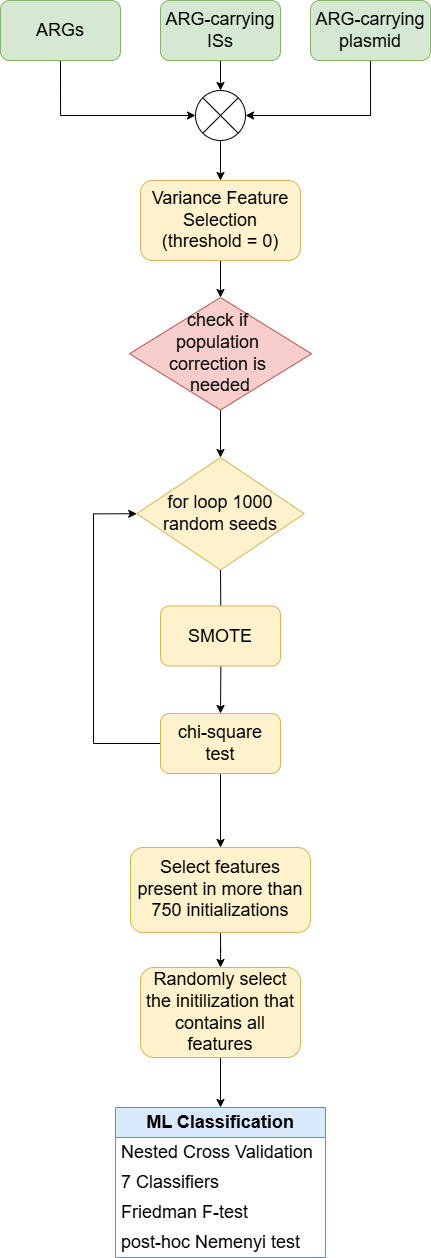 ARGs
ARG-carrying
ISs
ARG-carrying
plasmid
Variance Feature
Selection
(threshold = 0)
check if
population
correction is
needed
for loop 1000
random seeds
SMOTE
chi-square
test
Select features
present in more than
750 initializations
Randomly select
the initilization that
contains all
features
ML Classification
Nested Cross Validation
7 Classifiers
Friedman F-test
post-hoc Nemenyi test